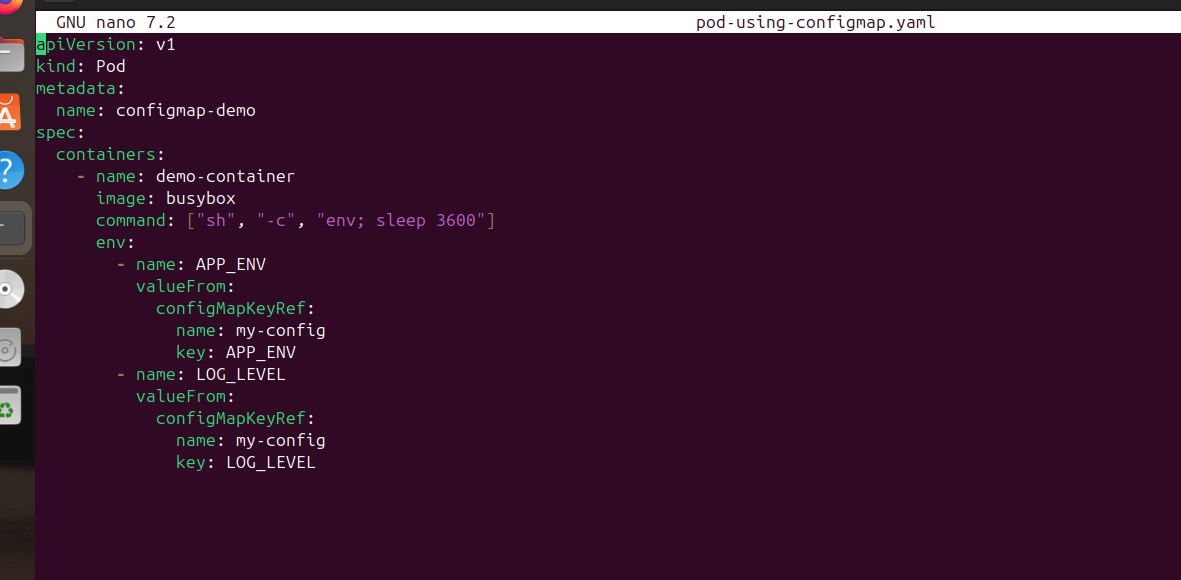 GNU nano 7.2 pod-using-configmap.yaml
apiVersion: v1
kind: Pod
metadata:
  name: configmap-demo
spec:
  containers:
    - name: demo-container
      image: busybox
      command: ["sh", "-c", "env; sleep 3600"]
      env:
        - name: APP_ENV
          valueFrom:
            configMapKeyRef:
              name: my-config
              key: APP_ENV
        - name: LOG_LEVEL
          valueFrom:
            configMapKeyRef:
              name: my-config
              key: LOG_LEVEL